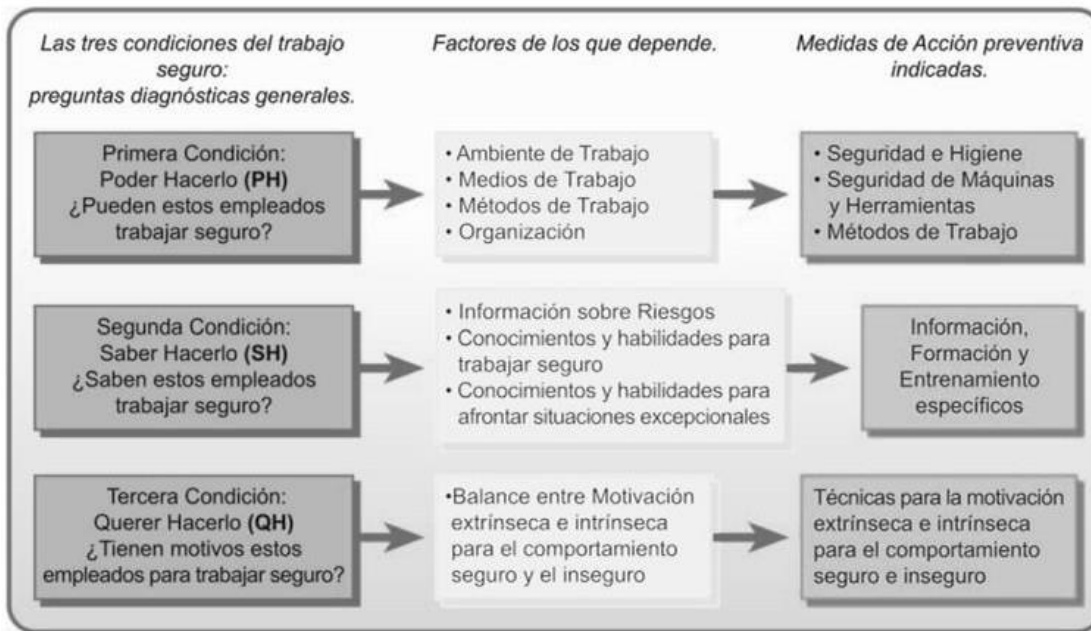 Las tres condiciones del trabajo
seguro:
preguntas diagnósticas generales.
Factores de los que depende.
Medidas de Acción preventiva
indicadas.
Primera Condición:
Poder Hacerlo (PH)
¿Pueden estos empleados
trabajar seguro?
• Ambiente de Trabajo
• Medios de Trabajo
• Métodos de Trabajo
• Organización
• Seguridad e Higiene
• Seguridad de Máquinas
y Herramientas
• Métodos de Trabajo
Segunda Condición:
Saber Hacerlo (SH)
¿Saben estos empleados
trabajar seguro?
• Información sobre Riesgos
• Conocimientos y habilidades para
trabajar seguro
• Conocimientos y habilidades para
afrontar situaciones excepcionales
Información,
Formación y
Entrenamiento
específicos
Tercera Condición:
Querer Hacerlo (QH)
¿Tienen motivos estos
empleados para trabajar seguro?
•Balance entre Motivación
extrínseca e intrínseca
para el comportamiento
seguro y el inseguro
Técnicas para la motivación
extrínseca e intrínseca
para el comportamiento
seguro e inseguro